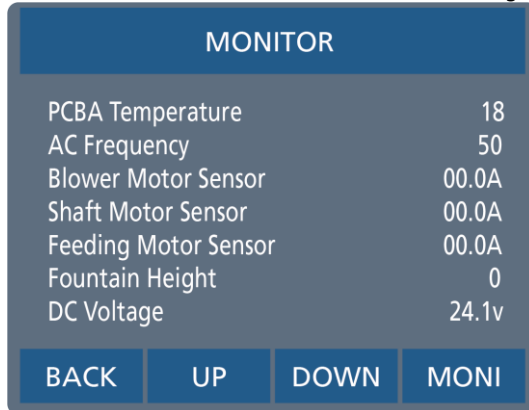 MONITOR
PCBA Temperature 18
AC Frequency 50
Blower Motor Sensor 00.0A
Shaft Motor Sensor 00.0A
Feeding Motor Sensor 00.0A
Fountain Height 0
DC Voltage 24.1v
BACK UP DOWN MONI